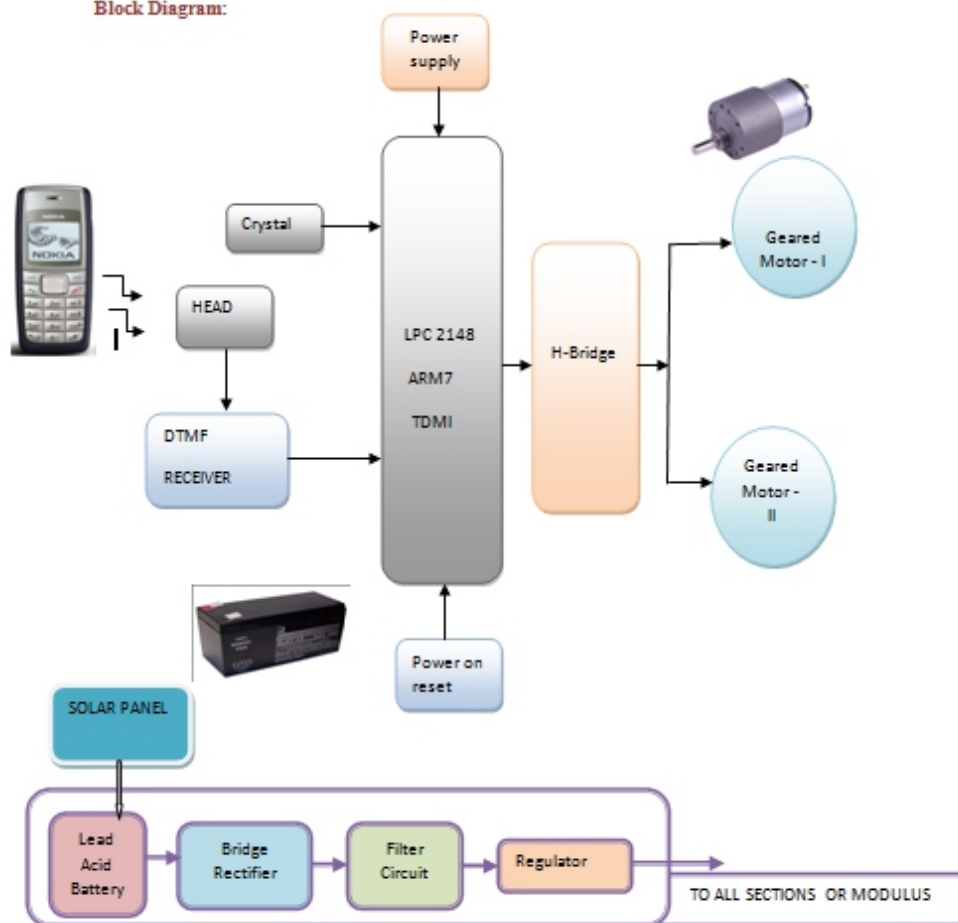 Block Diagram:
Power
supply
Crystal
NOKIA
NOKIA
HEAD
LPC 2148
ARM7
TDMI
H-Bridge
Geared
Motor - I
DTMF
RECEIVER
Geared
Motor -
II
Power on
reset
SOLAR PANEL
Lead
Acid
Battery
Bridge
Rectifier
Filter
Circuit
Regulator
TO ALL SECTIONS OR MODULUS